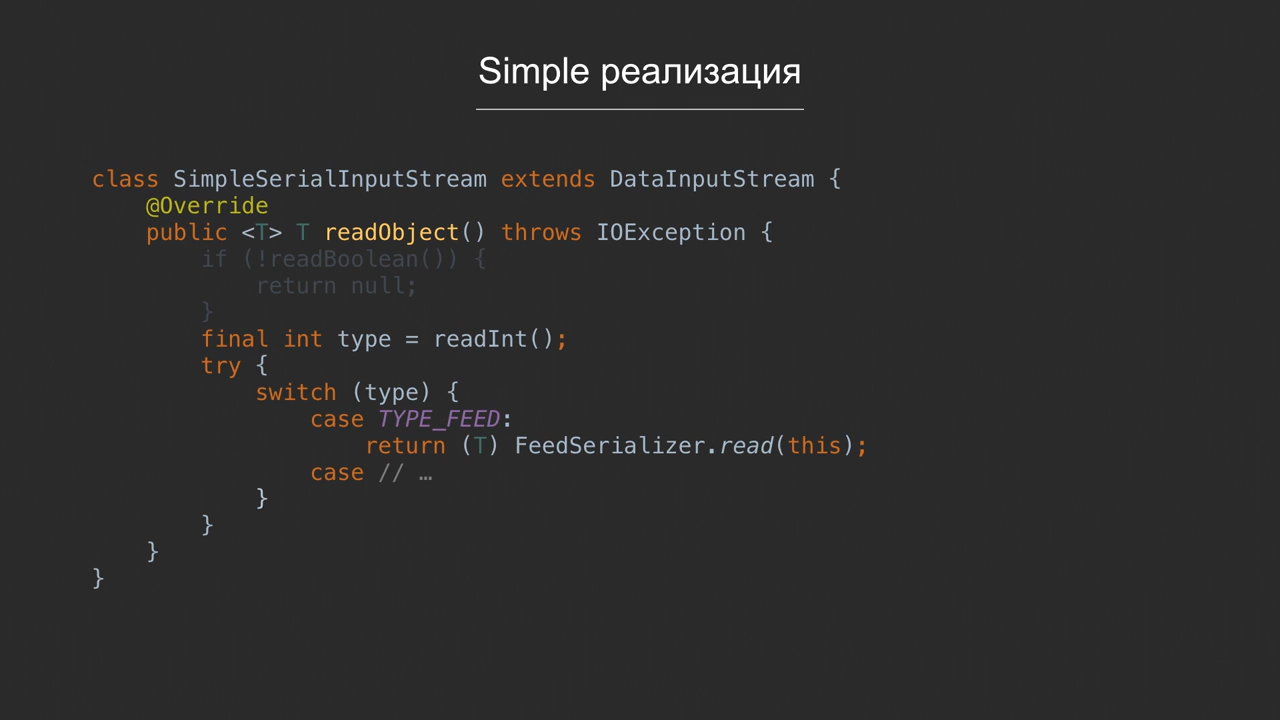 Simple реализация
class SimpleSerialInputStream extends DataInputStream {
    @Override
    public <T> T readObject() throws IOException {
        if (!readBoolean()) {
            return null;
        }
        final int type = readInt();
        try {
            switch (type) {
                case TYPE_FEED:
                    return (T) FeedSerializer.read(this);
                case // …
            }
        }
    }
}